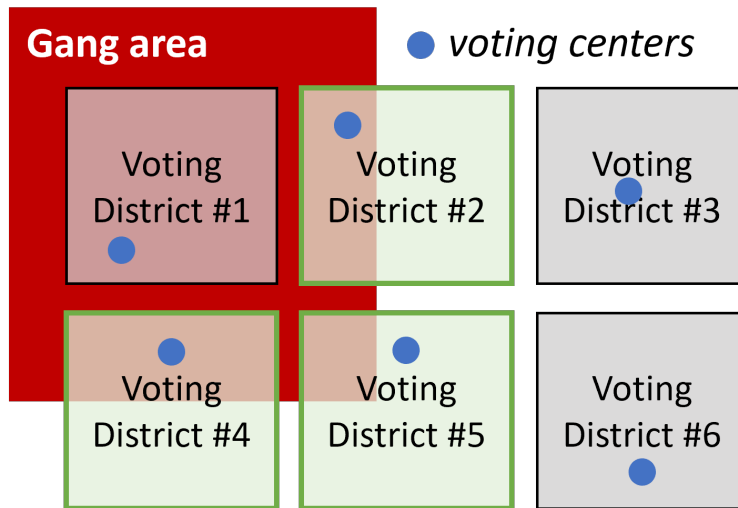 Gang area
voting centers
Voting
District #1
Voting
District #2
Voting
District #3
Voting
District #4
Voting
District #5
Voting
District #6